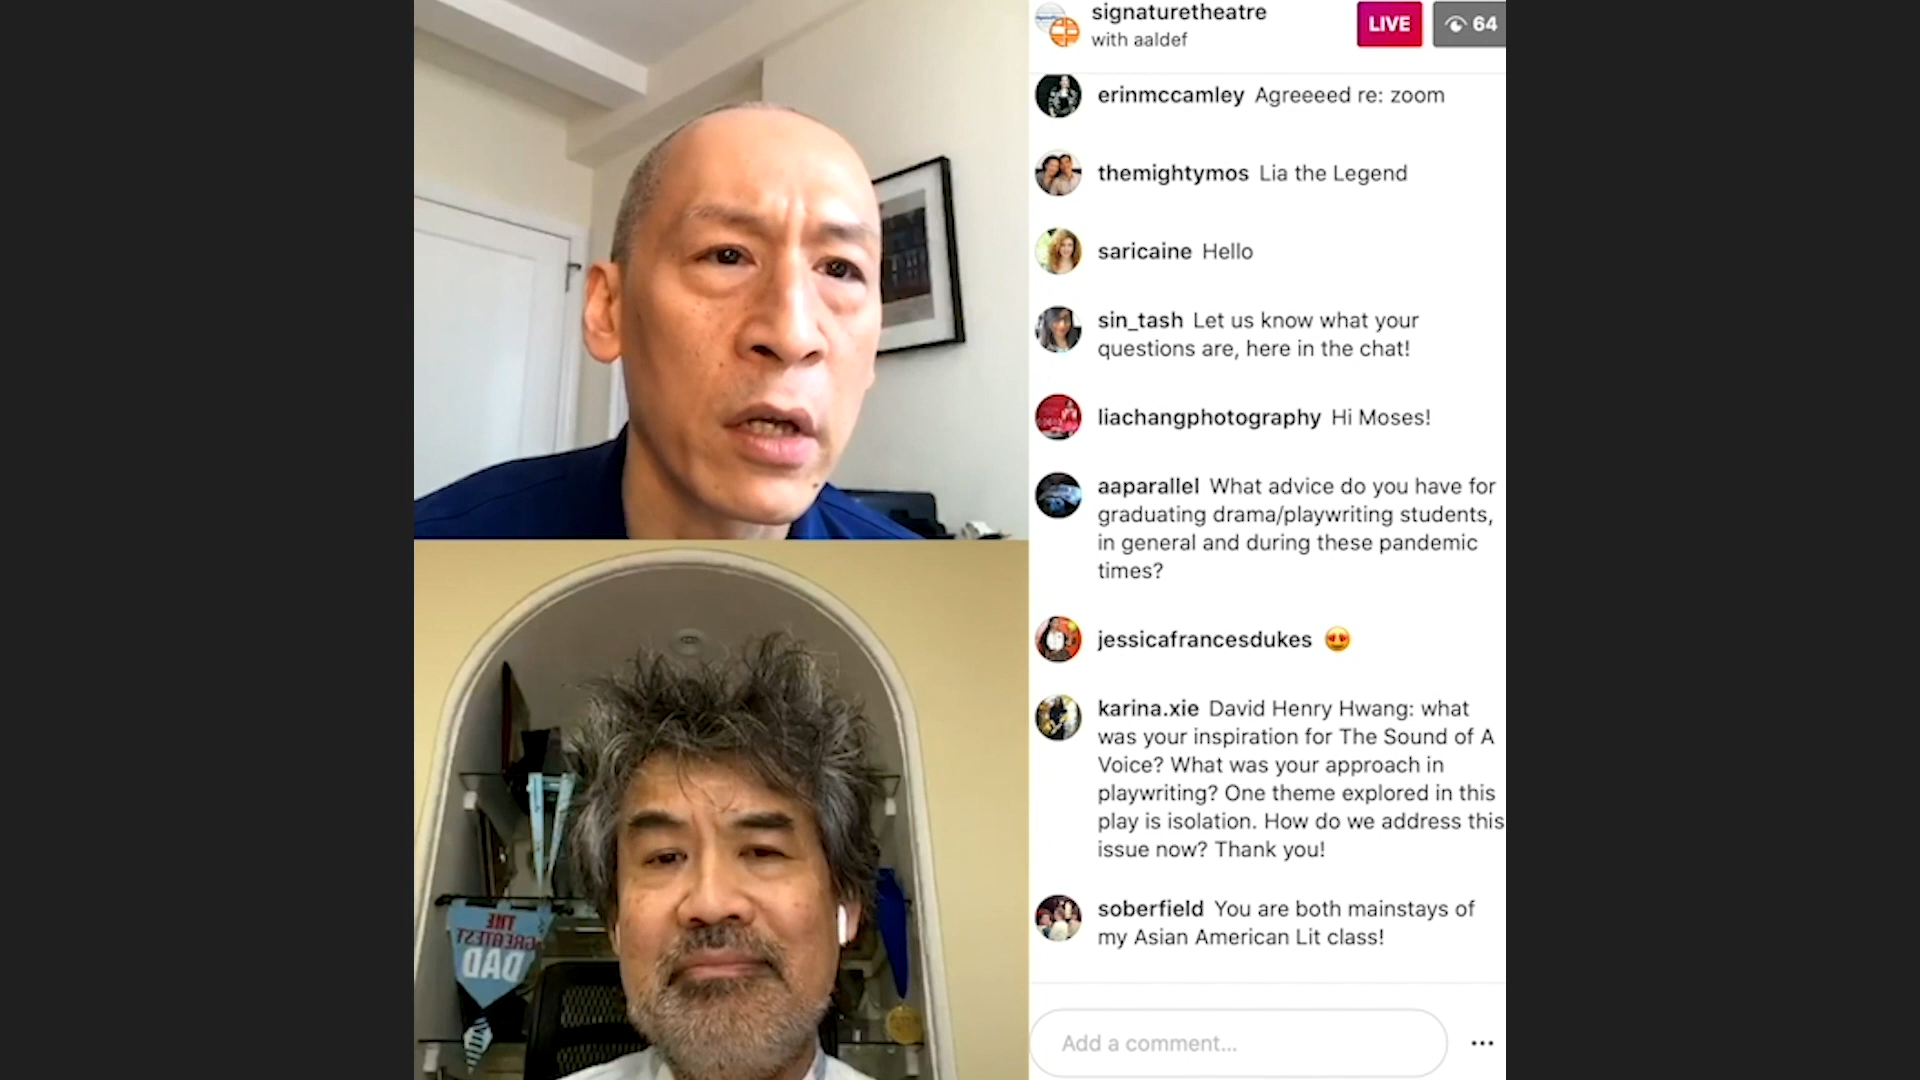 signaturetheatre
with aaldef
LIVE
64
erinmccamley Agreeeed re: zoom
themightymos Lia the Legend
saricaine Hello
sin_tash Let us know what your
questions are, here in the chat!
liachangphotography Hi Moses!
aaparallel What advice do you have for
graduating drama/playwriting students,
in general and during these pandemic
times?
jessicafrancesdukes 😍
karina.xie David Henry Hwang: what
was your inspiration for The Sound of A
Voice? What was your approach in
playwriting? One theme explored in this
play is isolation. How do we address this
issue now? Thank you!
soberfield You are both mainstays of
my Asian American Lit class!
Add a comment...
THE
GREATEST
DAD